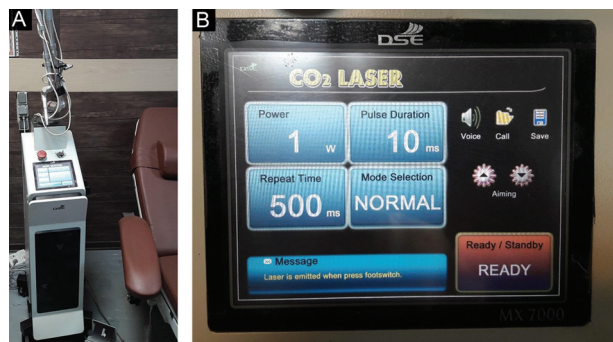 A
B
DSE
DSE
CO2 LASER
Power
1 W
Pulse Duration
10 ms
Voice
Call
Save
Repeat Time
500 ms
Mode Selection
NORMAL
Aiming
Message
Laser is emitted when press footswitch.
Ready / Standby
READY
MX 7000